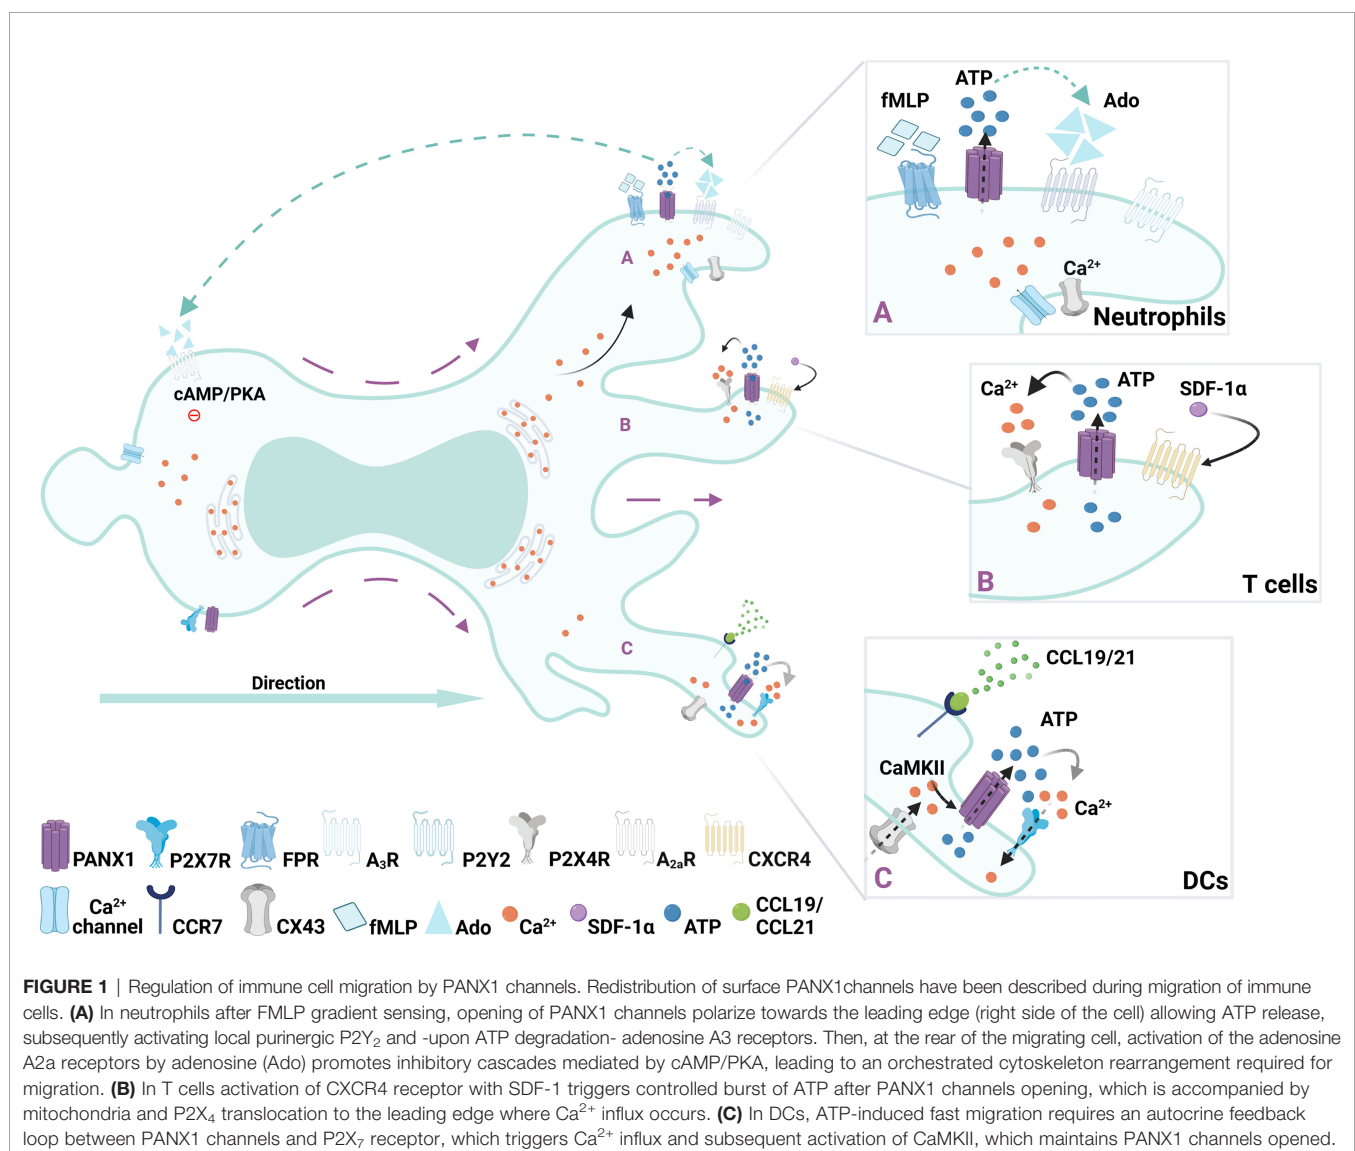 ATP
fMLP
Ado
Ca²⁺
A
Neutrophils
A
cAMP/PKA
B
Ca²⁺
ATP
SDF-1α
B
T cells
C
Direction
CCL19/21
ATP
CaMKII
Ca²⁺
C
DCs
PANX1
P2X7R
FPR
A₃R
P2Y2
P2X4R
A₂ₐR
CXCR4
Ca²⁺
channel
CCR7
CX43
fMLP
Ado
Ca²⁺
SDF-1α
ATP
CCL19/
CCL21
FIGURE 1 | Regulation of immune cell migration by PANX1 channels. Redistribution of surface PANX1channels have been described during migration of immune
cells. (A) In neutrophils after FMLP gradient sensing, opening of PANX1 channels polarize towards the leading edge (right side of the cell) allowing ATP release,
subsequently activating local purinergic P2Y₂ and -upon ATP degradation- adenosine A3 receptors. Then, at the rear of the migrating cell, activation of the adenosine
A2a receptors by adenosine (Ado) promotes inhibitory cascades mediated by cAMP/PKA, leading to an orchestrated cytoskeleton rearrangement required for
migration. (B) In T cells activation of CXCR4 receptor with SDF-1 triggers controlled burst of ATP after PANX1 channels opening, which is accompanied by
mitochondria and P2X₄ translocation to the leading edge where Ca²⁺ influx occurs. (C) In DCs, ATP-induced fast migration requires an autocrine feedback
loop between PANX1 channels and P2X₇ receptor, which triggers Ca²⁺ influx and subsequent activation of CaMKII, which maintains PANX1 channels opened.